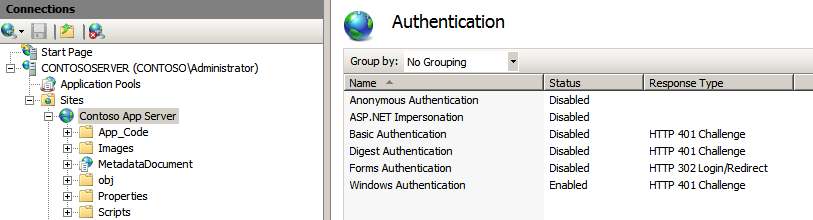 Connections
Start Page
CONTOSOSERVER (CONTOSO\Administrator)
Application Pools
Sites
Contoso App Server
App_Code
Images
MetadataDocument
obj
Properties
Scripts
Authentication
Group by: No Grouping
Name Status Response Type
Anonymous Authentication Disabled
ASP.NET Impersonation Disabled
Basic Authentication Disabled HTTP 401 Challenge
Digest Authentication Disabled HTTP 401 Challenge
Forms Authentication Disabled HTTP 302 Login/Redirect
Windows Authentication Enabled HTTP 401 Challenge